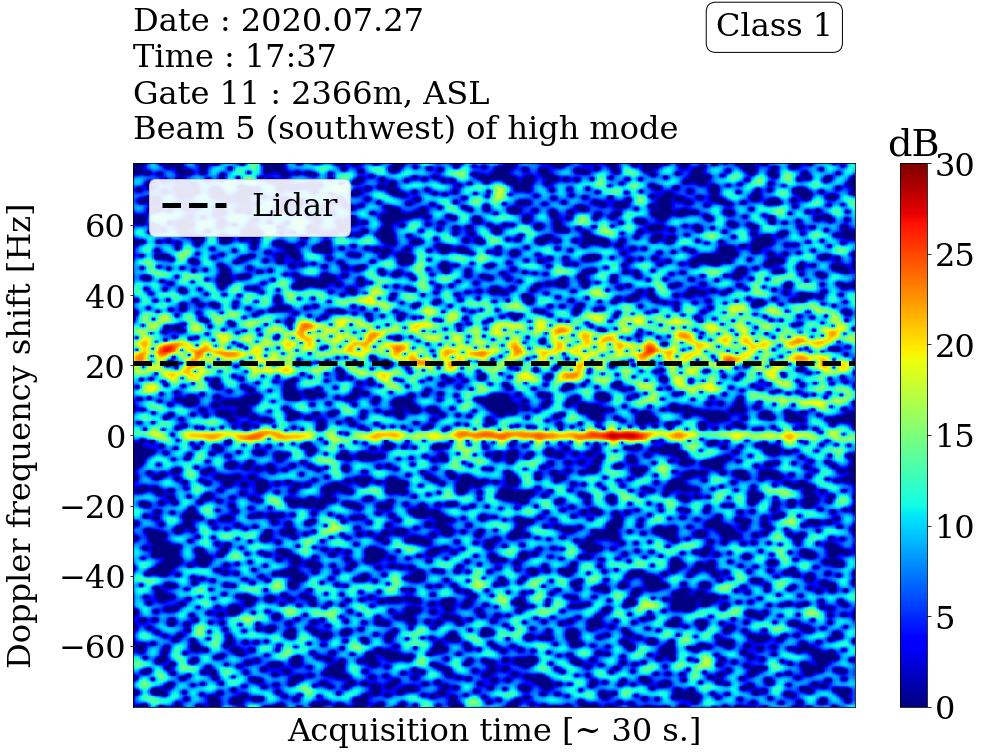 Date : 2020.07.27
Time : 17:37
Gate 11 : 2366m, ASL
Beam 5 (southwest) of high mode
Class 1
dB
Lidar
Doppler frequency shift [Hz]
60
40
20
0
−20
−40
−60
30
25
20
15
10
5
0
Acquisition time [~ 30 s.]